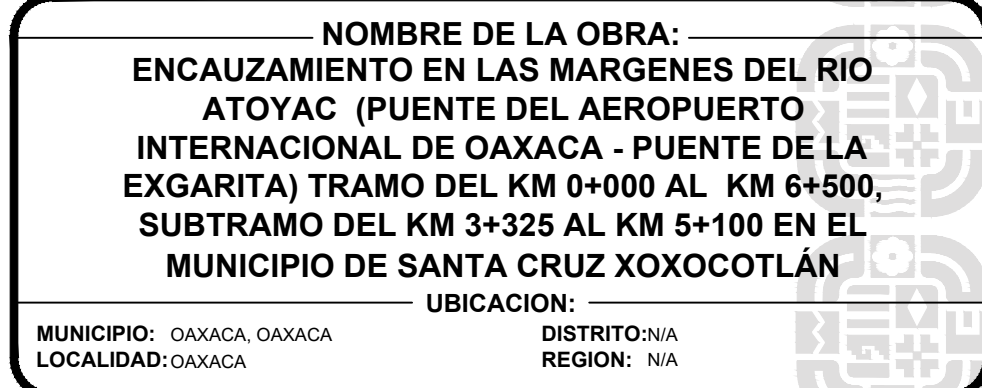 NOMBRE DE LA OBRA:
ENCAUZAMIENTO EN LAS MARGENES DEL RIO
ATOYAC (PUENTE DEL AEROPUERTO
INTERNACIONAL DE OAXACA - PUENTE DE LA
EXGARITA) TRAMO DEL KM 0+000 AL KM 6+500,
SUBTRAMO DEL KM 3+325 AL KM 5+100 EN EL
MUNICIPIO DE SANTA CRUZ XOXOCOTLÁN
UBICACION:
MUNICIPIO: OAXACA, OAXACA DISTRITO:N/A
LOCALIDAD: OAXACA REGION: N/A